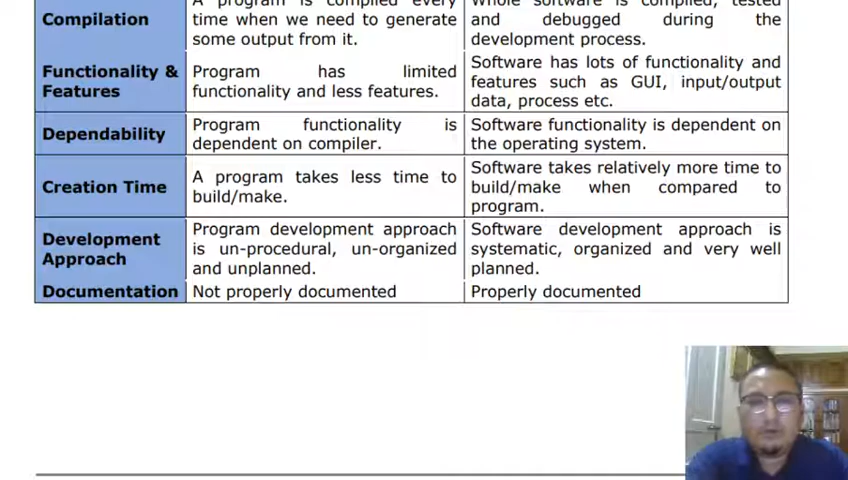 A program is compiled every
Compilation
time when we need to generate
some output from it.
Whole software is compiled, tested
and debugged during the
development process.
Functionality &
Features
Program has limited
functionality and less features.
Software has lots of functionality and
features such as GUI, input/output
data, process etc.
Dependability
Program functionality is
dependent on compiler.
Software functionality is dependent on
the operating system.
Creation Time
A program takes less time to
build/make.
Software takes relatively more time to
build/make when compared to
program.
Development
Approach
Program development approach
is un-procedural, un-organized
and unplanned.
Software development approach is
systematic, organized and very well
planned.
Documentation
Not properly documented
Properly documented